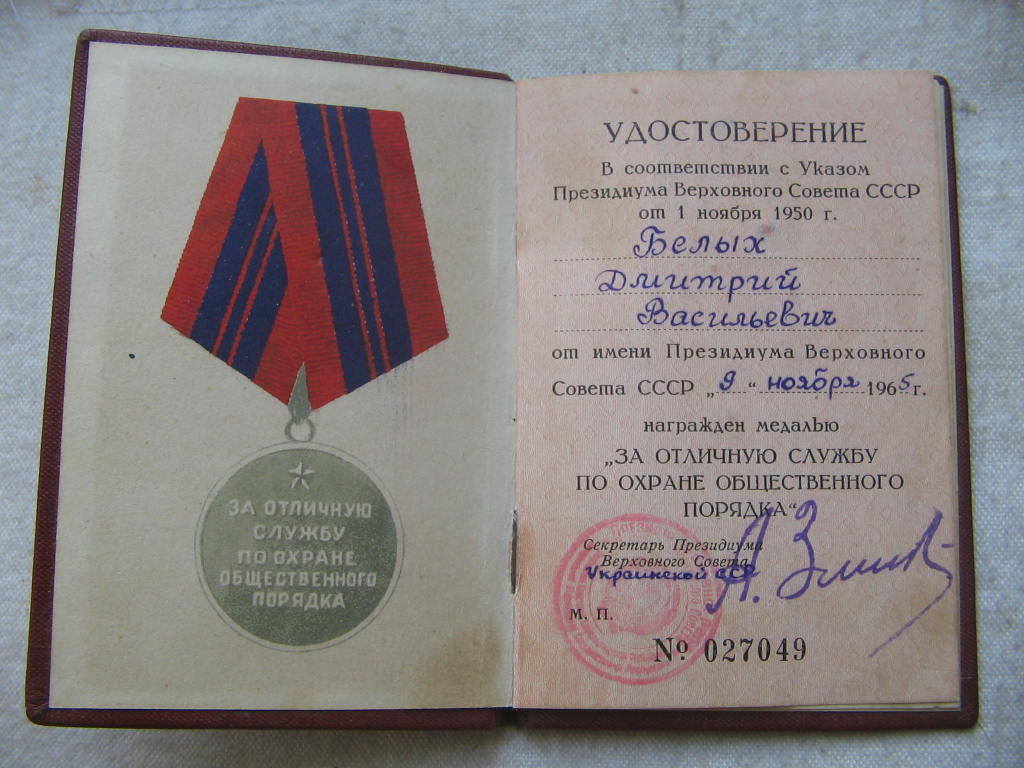 ЗА ОТЛИЧНУЮ
СЛУЖБУ
ПО ОХРАНЕ
ОБЩЕСТВЕННОГО
ПОРЯДКА
УДОСТОВЕРЕНИЕ
В соответствии с Указом
Президиума Верховного Совета СССР
от 1 ноября 1950 г.
Белых
Дмитрий
Васильевич
от имени Президиума Верховного
Совета СССР „9“ ноября 1965 г.
награжден медалью
„ЗА ОТЛИЧНУЮ СЛУЖБУ
ПО ОХРАНЕ ОБЩЕСТВЕННОГО
ПОРЯДКА“
Секретарь Президиума
Верховного Совета
Украинской ССР
М. П.
№ 027049